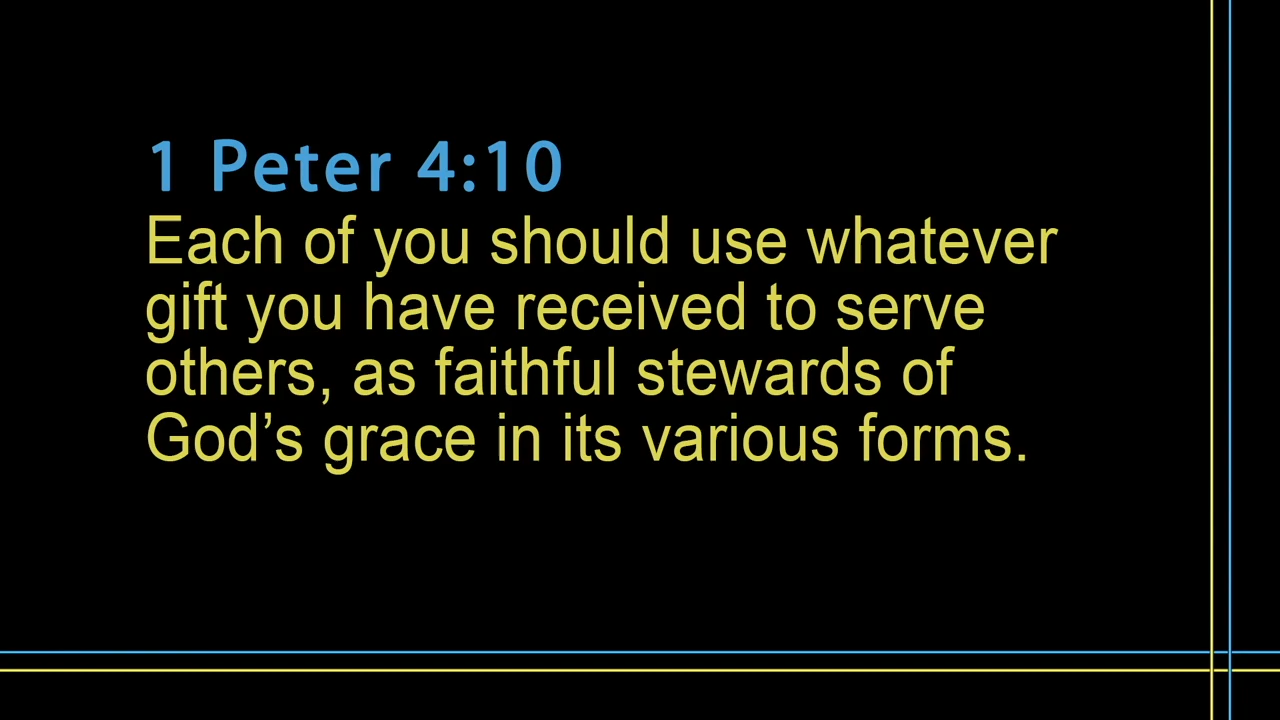 1 Peter 4:10
Each of you should use whatever
gift you have received to serve
others, as faithful stewards of
God’s grace in its various forms.